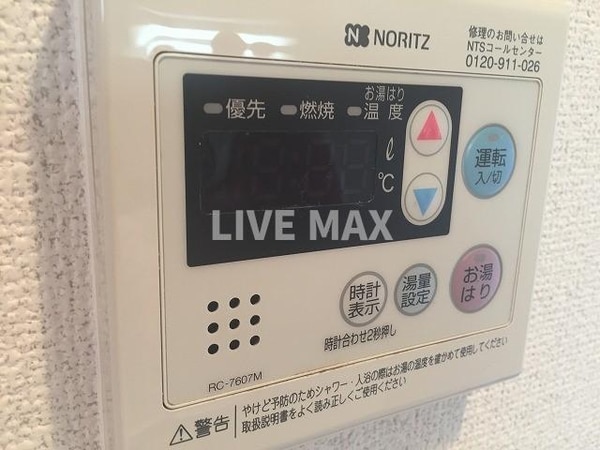 NORITZ
修理のお問い合せは
NTSコールセンター
0120-911-026
優先
燃焼
お湯はり
温度
ℓ
℃
運転
入/切
LIVE MAX
時計
表示
湯量
設定
お湯
はり
時計合わせ2秒押し
RC-7607M
警告
やけど予防のためシャワー・入浴の際はお湯の温度を確かめて使用してください
取扱説明書をよく読み正しくご使用ください